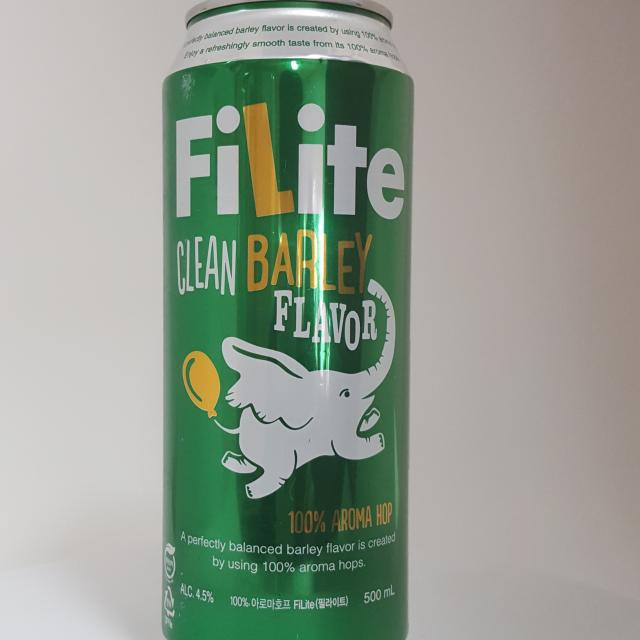 perfectly balanced barley flavor is created by using 100%
Enjoy a refreshingly smooth taste from its 100% aroma
FiLite
CLEAN BARLEY
FLAVOR
100% AROMA HOP
A perfectly balanced barley flavor is created
by using 100% aroma hops.
ALC. 4.5% 100% 아로마호프 FiLite(필라이트) 500 mL